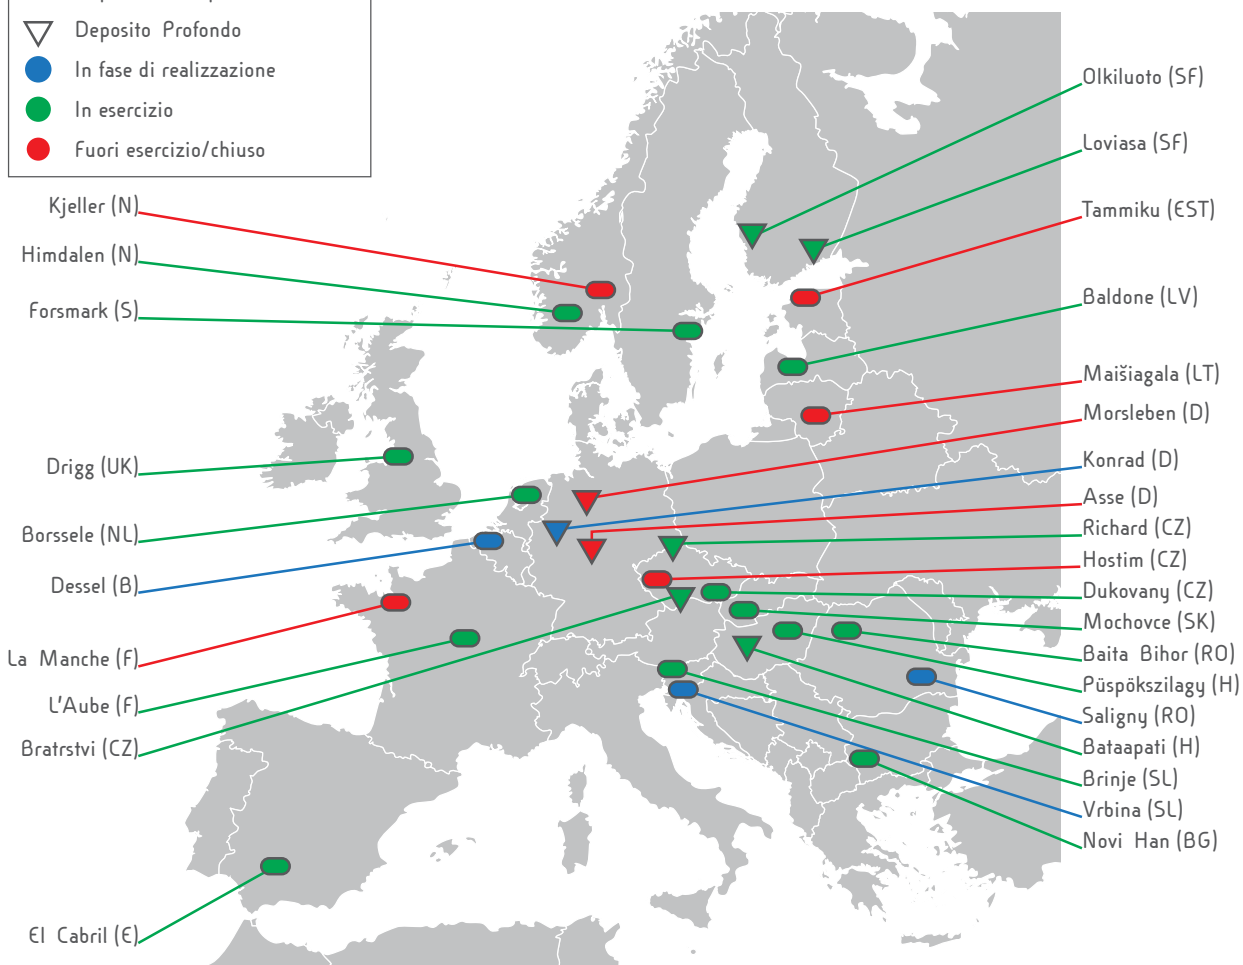 Deposito Profondo
In fase di realizzazione
In esercizio
Fuori esercizio/chiuso
Kjeller (N)
Himdalen (N)
Forsmark (S)
Drigg (UK)
Borssele (NL)
Dessel (B)
La Manche (F)
L'Aube (F)
Bratrstvi (CZ)
El Cabril (E)
Olkiluoto (SF)
Loviasa (SF)
Tammiku (EST)
Baldone (LV)
Maišiagala (LT)
Morsleben (D)
Konrad (D)
Asse (D)
Richard (CZ)
Hostim (CZ)
Dukovany (CZ)
Mochovce (SK)
Baita Bihor (RO)
Püspökszilagy (H)
Saligny (RO)
Bataapati (H)
Brinje (SL)
Vrbina (SL)
Novi Han (BG)